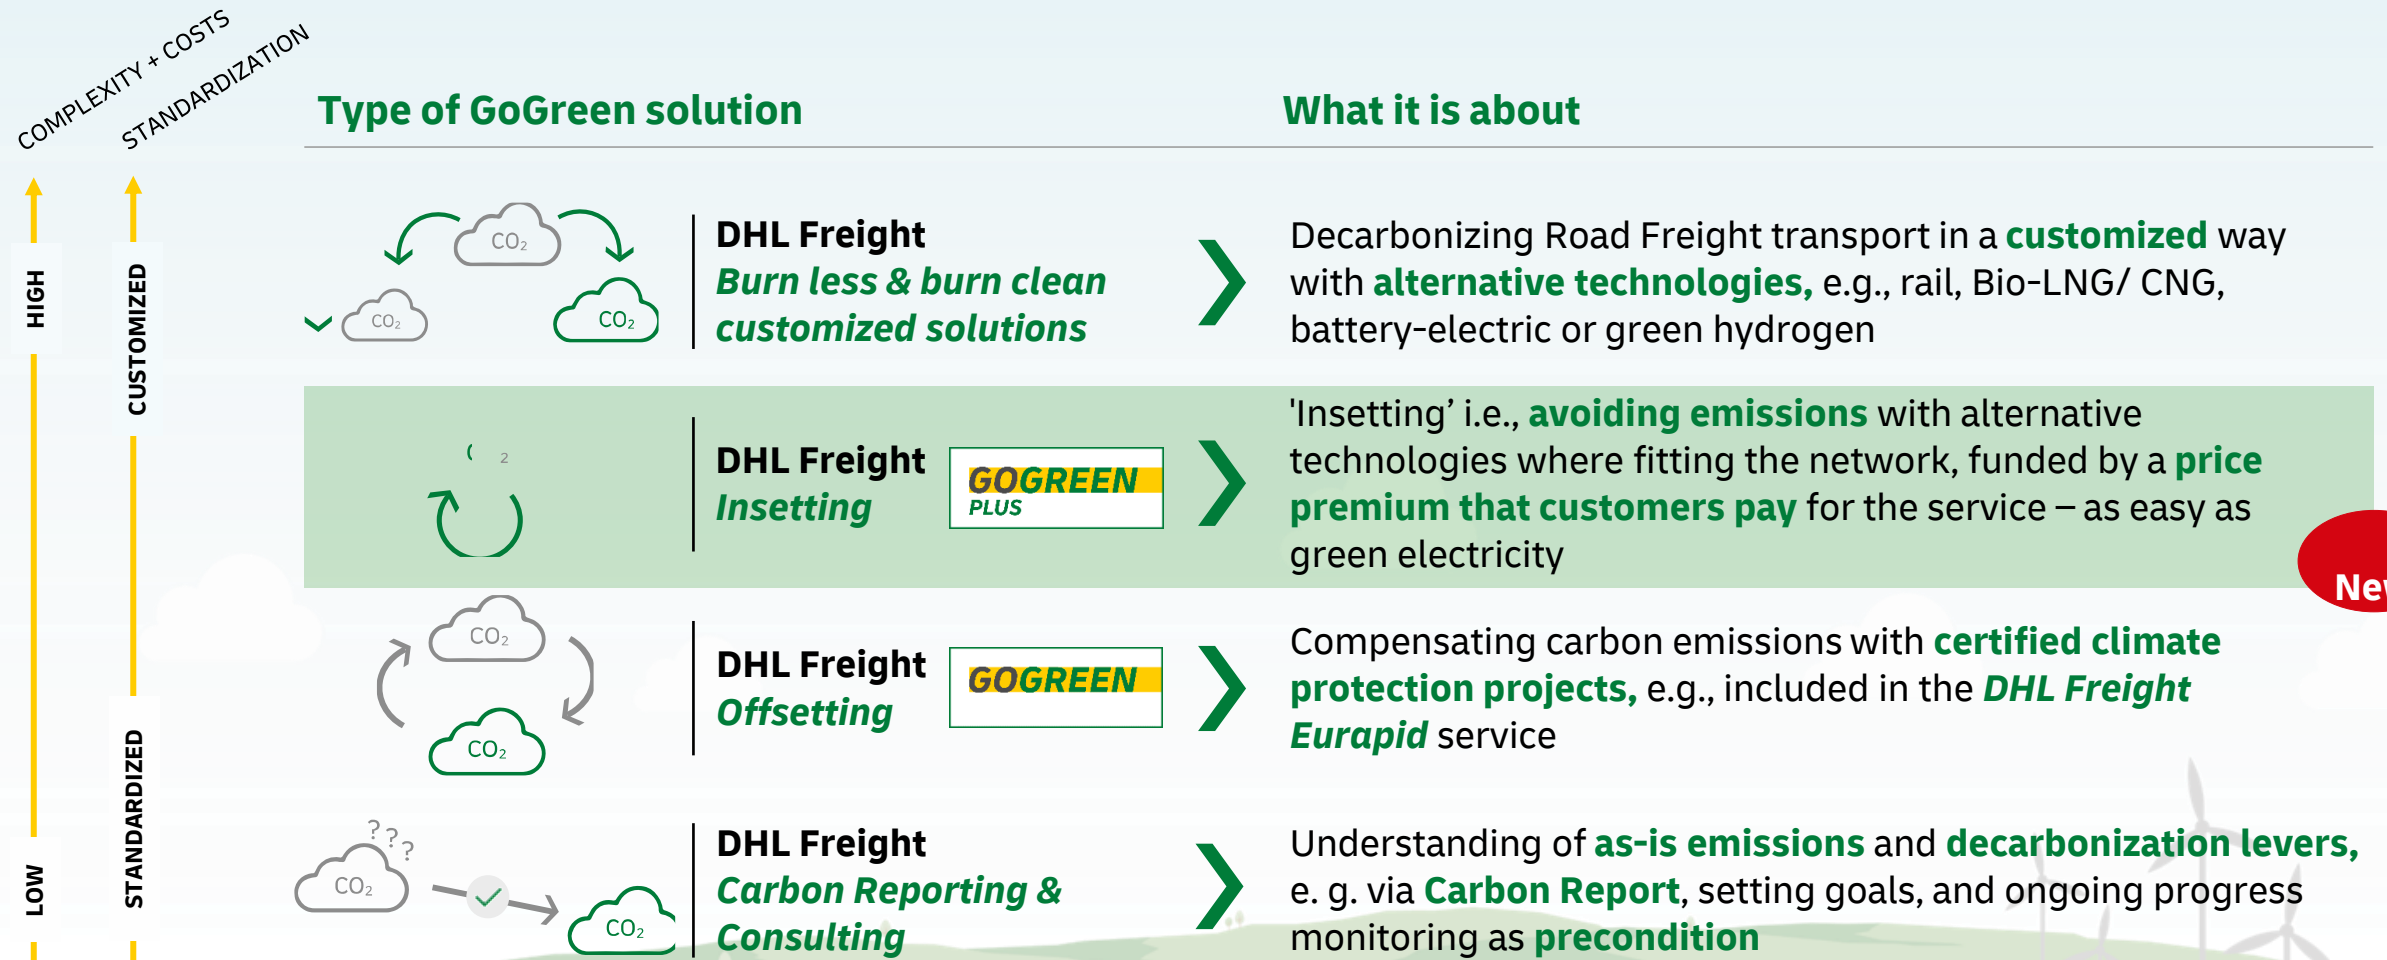 COMPLEXITY + COSTS
STANDARDIZATION
Type of GoGreen solution
What it is about
HIGH
CUSTOMIZED
CO₂
CO₂
CO₂
DHL Freight
Burn less & burn clean
customized solutions
Decarbonizing Road Freight transport in a customized way
with alternative technologies, e.g., rail, Bio-LNG/ CNG,
battery-electric or green hydrogen
2
DHL Freight
Insetting
GOGREEN
PLUS
'Insetting’ i.e., avoiding emissions with alternative
technologies where fitting the network, funded by a price
premium that customers pay for the service – as easy as
green electricity
CO₂
CO₂
DHL Freight
Offsetting
GOGREEN
Compensating carbon emissions with certified climate
protection projects, e.g., included in the DHL Freight
Eurapid service
LOW
STANDARDIZED
???
CO₂
CO₂
DHL Freight
Carbon Reporting &
Consulting
Understanding of as-is emissions and decarbonization levers,
e. g. via Carbon Report, setting goals, and ongoing progress
monitoring as precondition